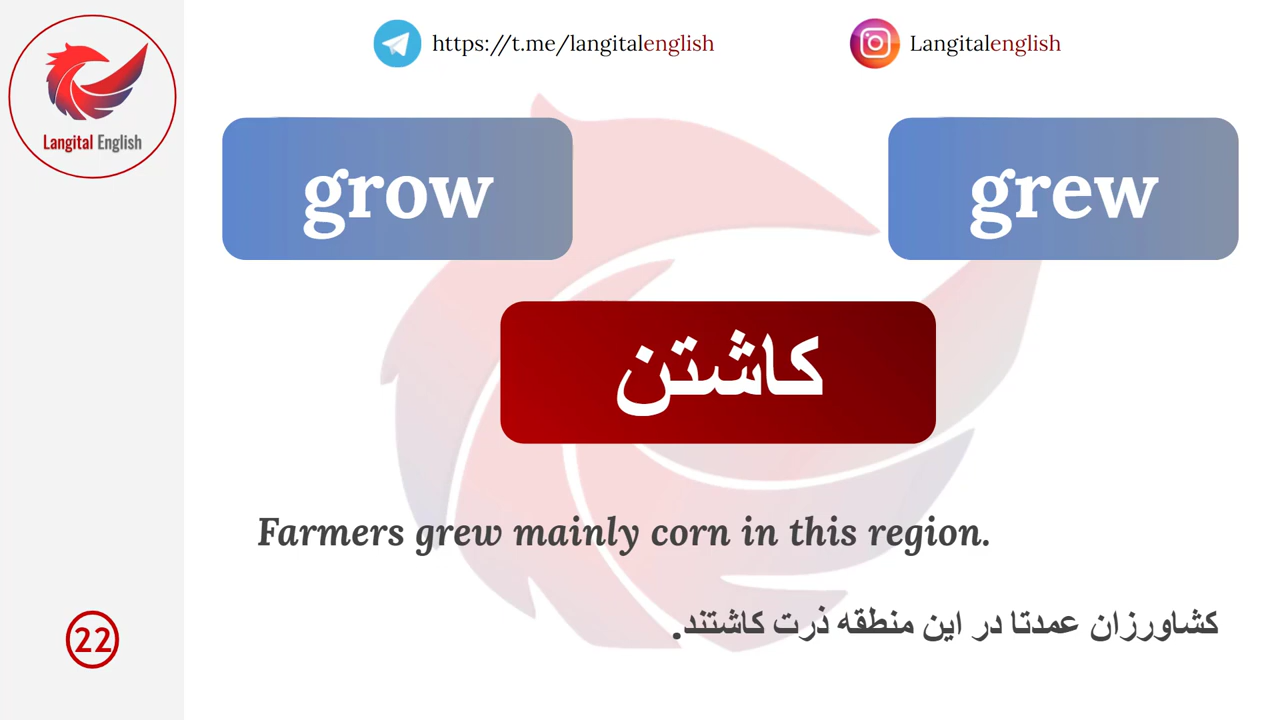 https://t.me/langitalenglish
Langitalenglish
Langital English
grow
grew
کاشتن
Farmers grew mainly corn in this region.
کشاورزان عمدتا در این منطقه ذرت کاشتند.
22